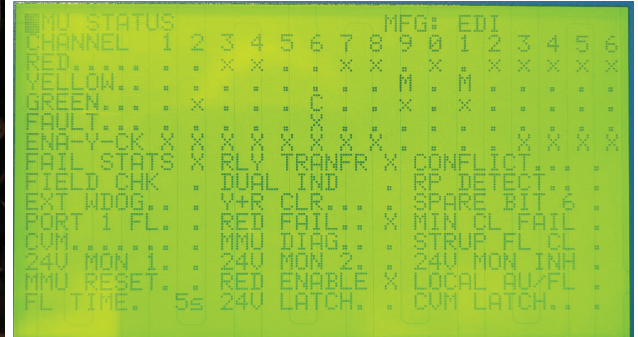 MU STATUS MFG: EDI
CHANNEL 1 2 3 4 5 6 7 8 9 0 1 2 3 4 5 6
RED..... . x x . . x x . x . x x x x x
YELLOW.. . . . . . . . . M . M . . . . .
GREEN... . x . . . C . . x . x . . . . .
FAULT... . . . . . X . . . . . . . . . .
ENA-Y-CK X X X X X X X X . . . . X X X X
FAIL STATS X RLY TRANFR X CONFLICT... .
FIELD CHK . DUAL IND . RP DETECT.. .
EXT WDOG.. . Y+R CLR... . SPARE BIT 6 .
PORT 1 FL. . RED FAIL.. X MIN CL FAIL .
CVM....... . MMU DIAG.. . STRUP FL CL .
24V MON 1. . 24V MON 2. . 24V MON INH .
MMU RESET. . RED ENABLE X LOCAL AU/FL .
FL TIME. 5s 24V LATCH. . CVM LATCH.. .